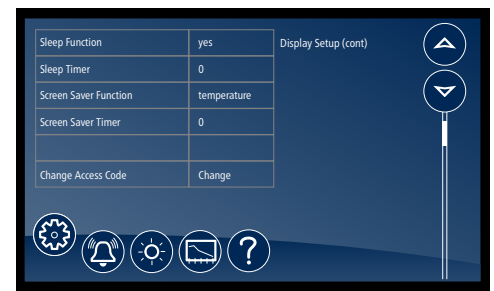 Sleep Function yes Display Setup (cont)
Sleep Timer 0
Screen Saver Function temperature
Screen Saver Timer 0
Change Access Code Change
?